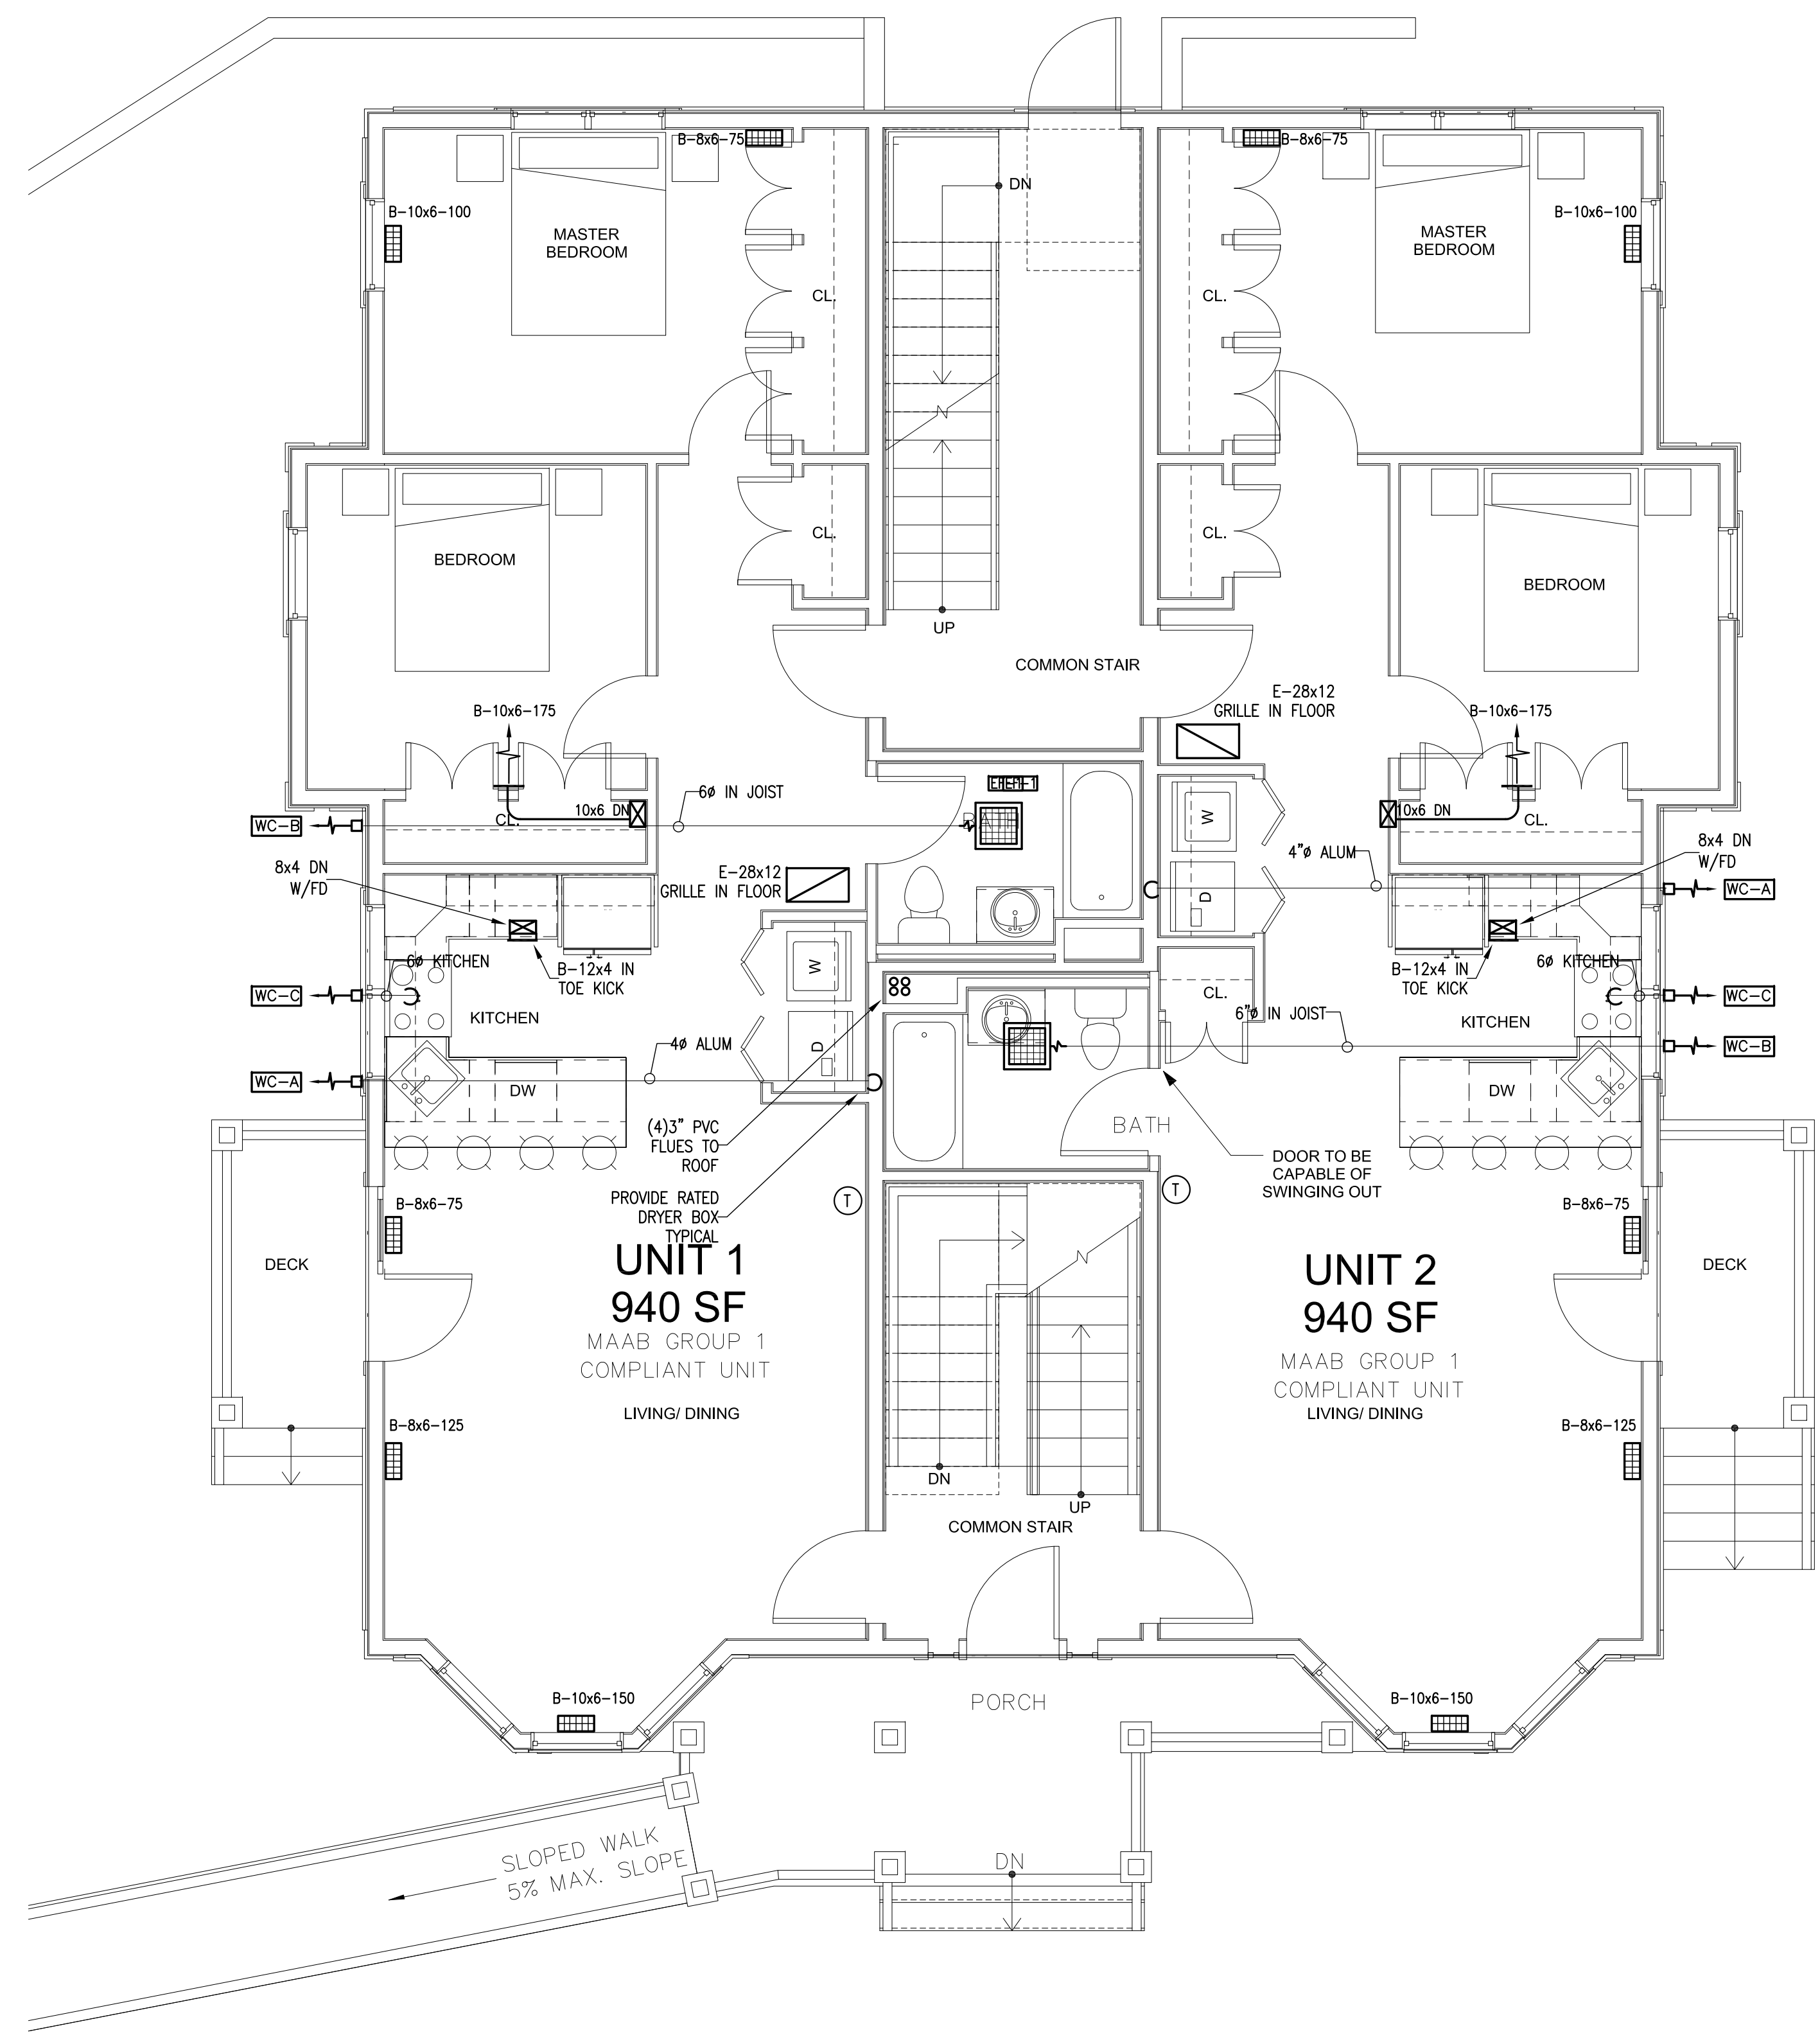 B-8x6-75
B-8x6-75
DN
B-10x6-100
MASTER
BEDROOM
MASTER
BEDROOM
B-10x6-100
CL.
CL.
CL.
CL.
BEDROOM
BEDROOM
UP
COMMON STAIR
E-28x12
GRILLE IN FLOOR
B-10x6-175
B-10x6-175
6ø IN JOIST
10x6 DN
CL.
WC-B
W
10x6 DN
CL.
8x4 DN
W/FD
E-28x12
GRILLE IN FLOOR
4"ø ALUM
8x4 DN
W/FD
D
WC-A
6ø KITCHEN
B-12x4 IN
TOE KICK
W
B-12x4 IN
TOE KICK
6ø KITCHEN
WC-C
CL.
WC-C
KITCHEN
6"ø IN JOIST
KITCHEN
4ø ALUM
D
WC-B
WC-A
DW
DW
(4)3" PVC
FLUES TO
ROOF
BATH
DOOR TO BE
CAPABLE OF
SWINGING OUT
PROVIDE RATED
DRYER BOX
TYPICAL
T
T
B-8x6-75
B-8x6-75
DECK
UNIT 1
940 SF
MAAB GROUP 1
COMPLIANT UNIT
LIVING/ DINING
N
N
UNIT 2
940 SF
MAAB GROUP 1
COMPLIANT UNIT
LIVING/ DINING
DECK
B-8x6-125
B-8x6-125
DN
UP
COMMON STAIR
B-10x6-150
B-10x6-150
PORCH
SLOPED WALK
5% MAX. SLOPE
DN